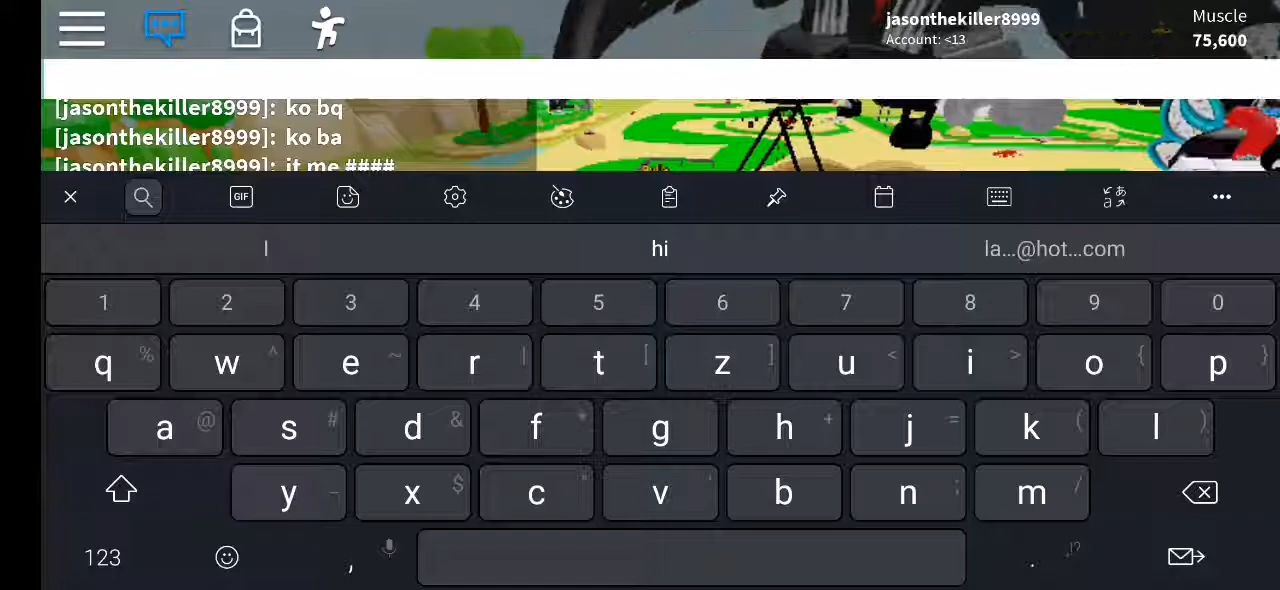 jasonthekiller8999
Account: <13
Muscle
75,600
[jasonthekiller8999]: ko bq
[jasonthekiller8999]: ko ba
[jasonthekiller8999]: it me ####
GIF
あ
a
l hi la...@hot...com
1 2 3 4 5 6 7 8 9 0
q % w ^ e ~ r | t [ z ] u < i > o { p }
a @ s # d & f * g h + j = k ( l )
y _ x $ c " v ' b n ; m /
123 , . ,!?